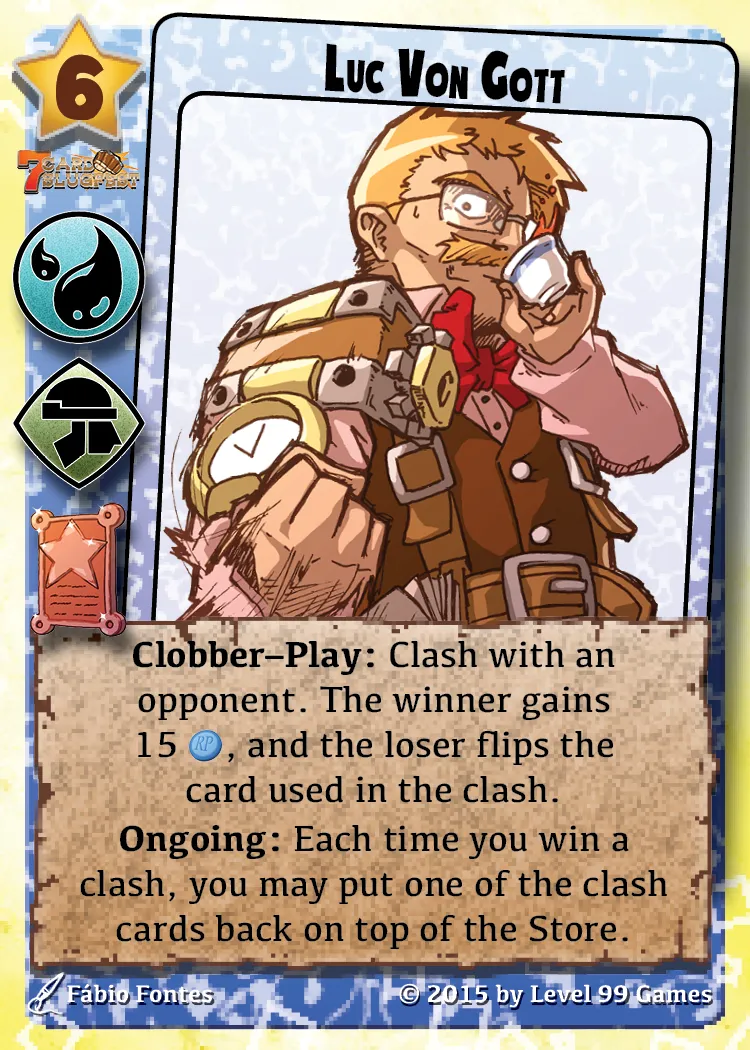 6
Luc Von Gott
7 CARD SLUGFEST
Clobber–Play: Clash with an
opponent. The winner gains
15 RP, and the loser flips the
card used in the clash.
Ongoing: Each time you win a
clash, you may put one of the clash
cards back on top of the Store.
Fábio Fontes
© 2015 by Level 99 Games